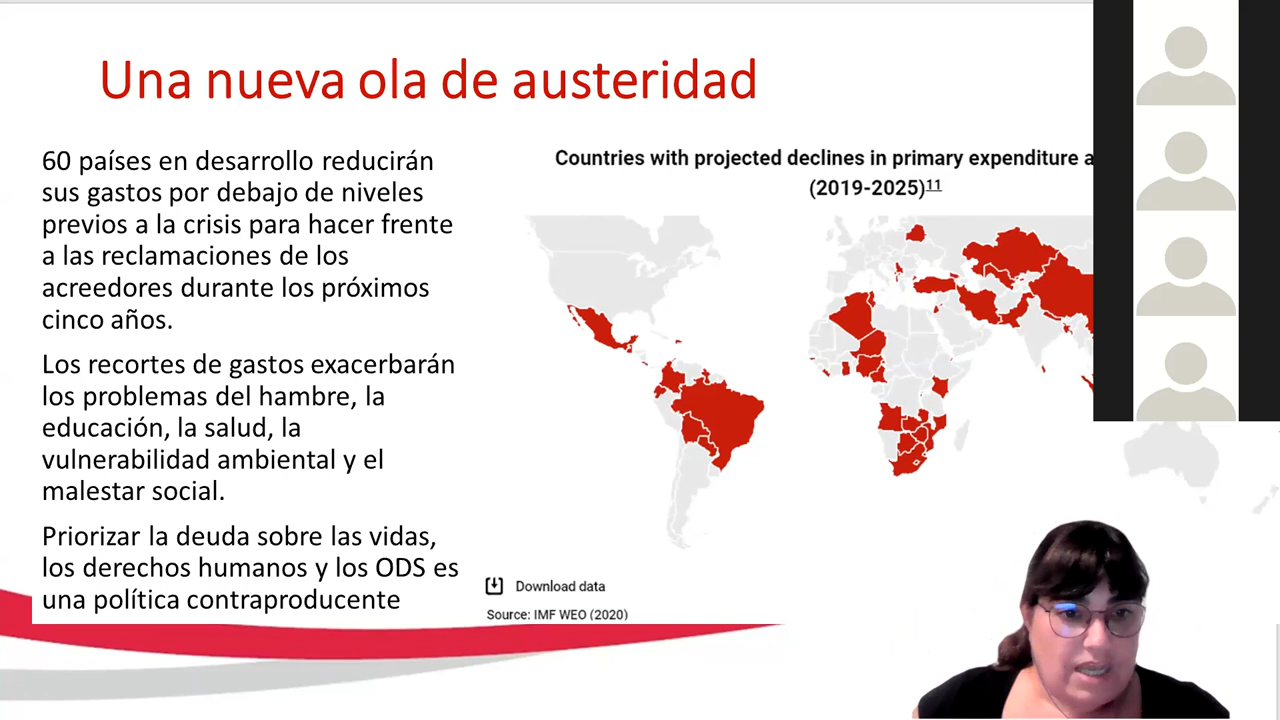 Una nueva ola de austeridad
60 países en desarrollo reducirán
sus gastos por debajo de niveles
previos a la crisis para hacer frente
a las reclamaciones de los
acreedores durante los próximos
cinco años.
Los recortes de gastos exacerbarán
los problemas del hambre, la
educación, la salud, la
vulnerabilidad ambiental y el
malestar social.
Priorizar la deuda sobre las vidas,
los derechos humanos y los ODS es
una política contraproducente
Countries with projected declines in primary expenditure
(2019-2025)11
Download data
Source: IMF WEO (2020)